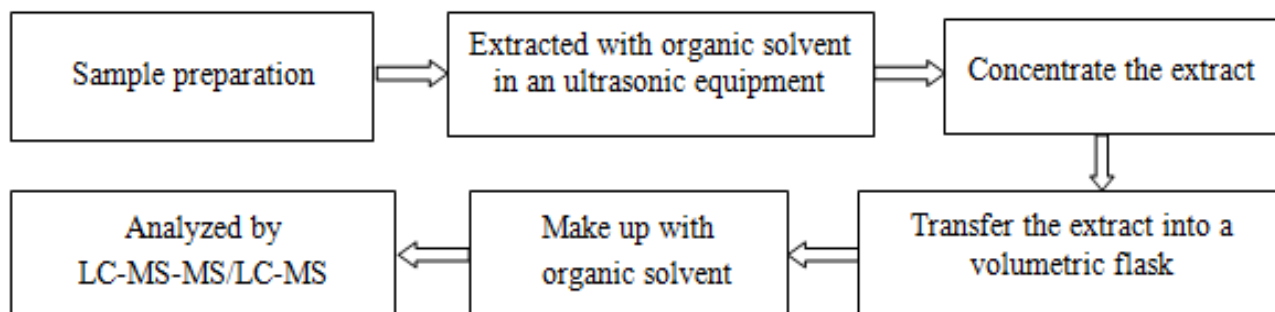 Sample preparation
Extracted with organic solvent
in an ultrasonic equipment
Concentrate the extract
Transfer the extract into a
volumetric flask
Make up with
organic solvent
Analyzed by
LC-MS-MS/LC-MS